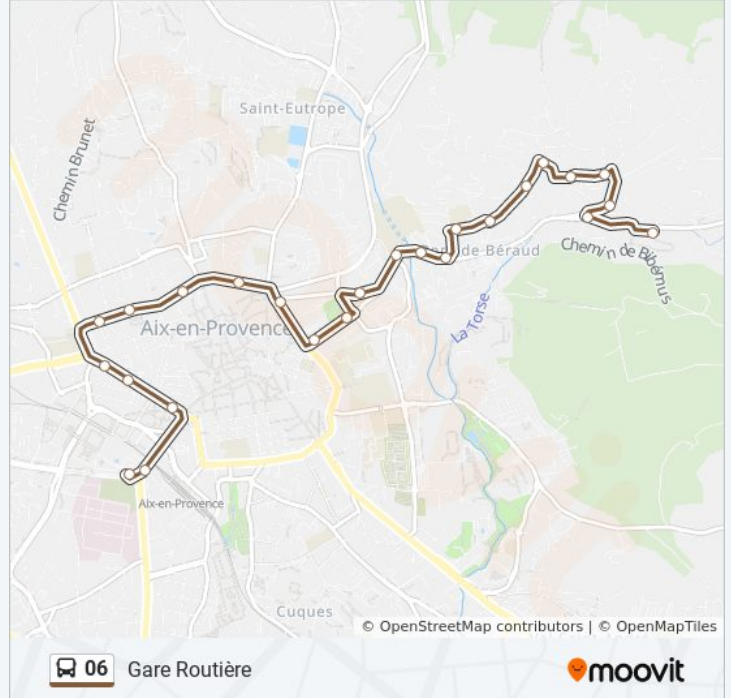 Saint-Eutrope
Chemin Brunet
de Béraud
Chemin de Bibémus
La Torse
Aix-en-Provence
Aix-en-Provence
Cuques
© OpenStreetMap contributors | © OpenMapTiles
06 Gare Routière
moovit